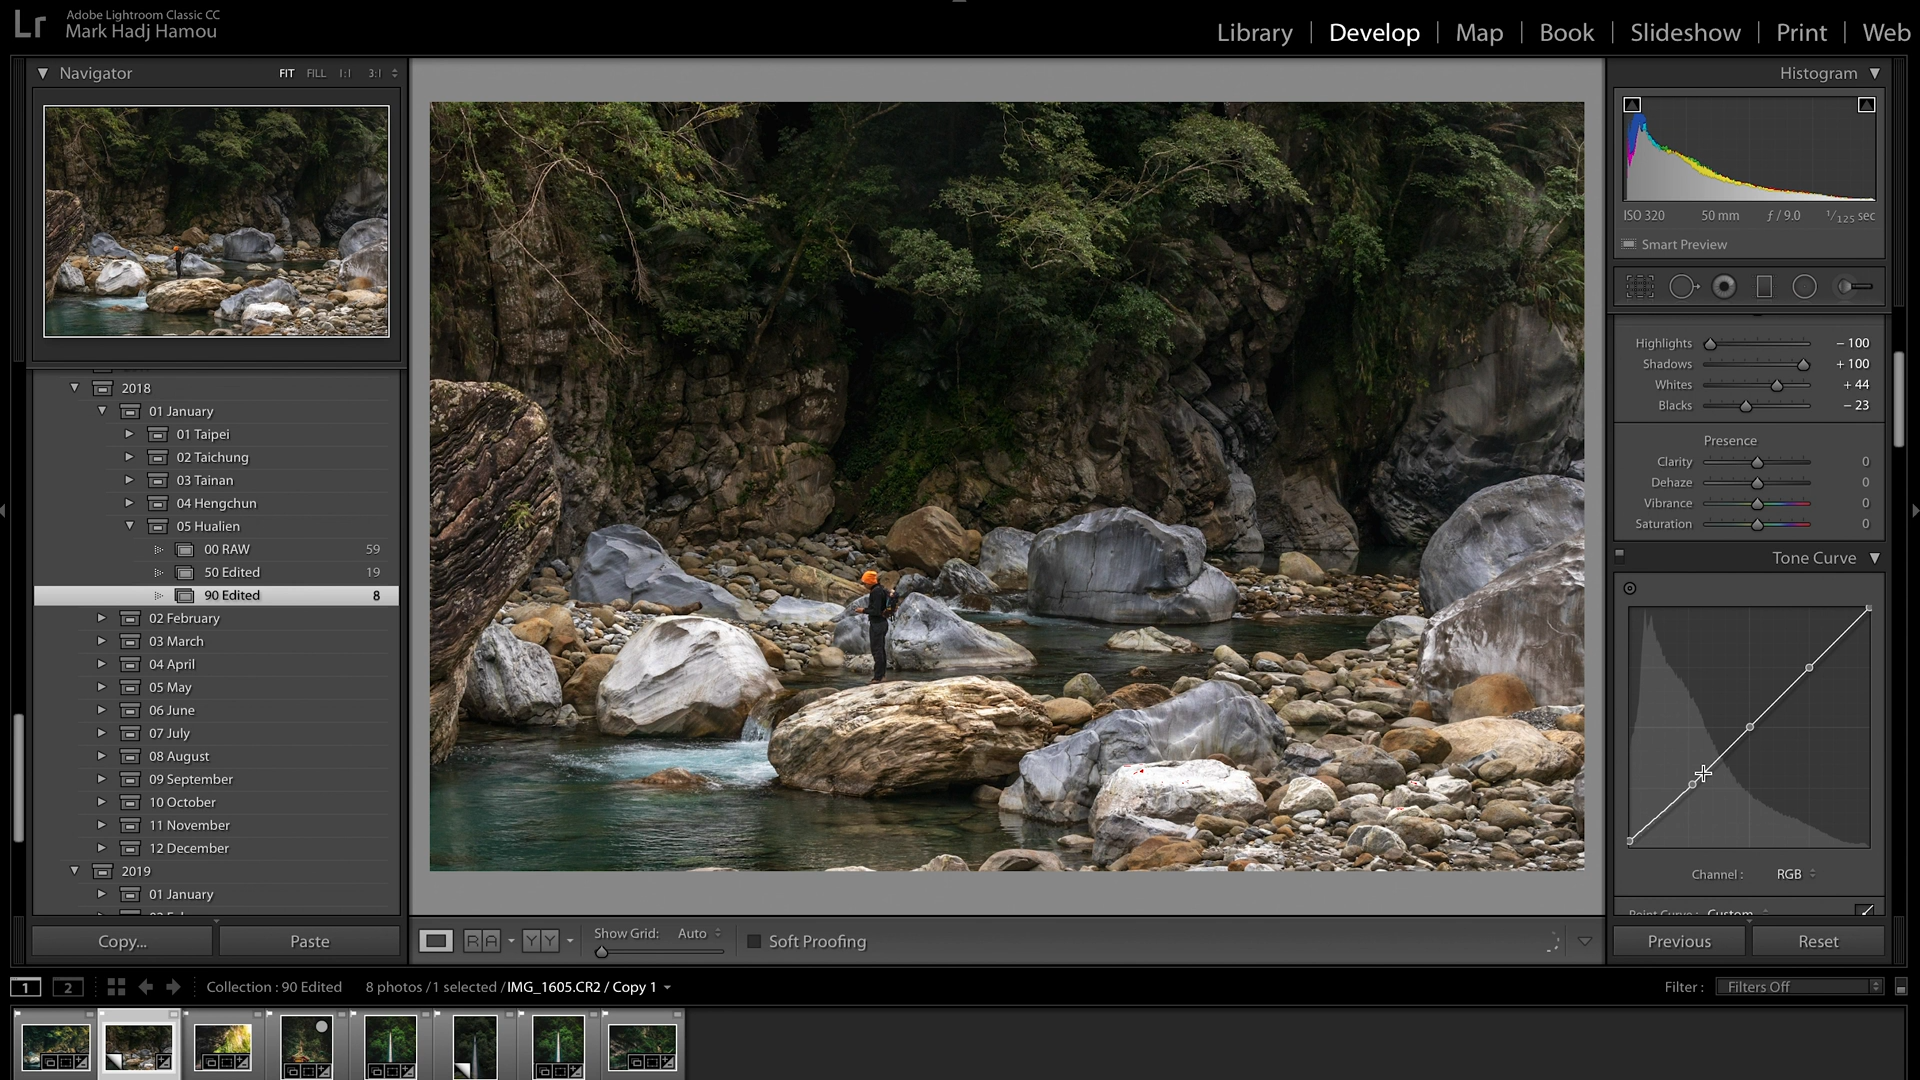 Lr
Adobe Lightroom Classic CC
Mark Hadj Hamou
Library | Develop | Map | Book | Slideshow | Print | Web
Navigator FIT FILL 1:1 3:1
2018
01 January
01 Taipei
02 Taichung
03 Tainan
04 Hengchun
05 Hualien
00 RAW 59
50 Edited 19
90 Edited 8
02 February
03 March
04 April
05 May
06 June
07 July
08 August
09 September
10 October
11 November
12 December
2019
01 January
Copy... Paste
R A Y Y Show Grid: Auto Soft Proofing
Histogram
ISO 320 50 mm ƒ / 9.0 1/125 sec
Smart Preview
Highlights − 100
Shadows + 100
Whites + 44
Blacks − 23
Presence
Clarity 0
Dehaze 0
Vibrance 0
Saturation 0
Tone Curve
Channel : RGB
Point Curve : Custom
Previous Reset
1 2 Collection : 90 Edited 8 photos / 1 selected / IMG_1605.CR2 / Copy 1 Filter : Filters Off